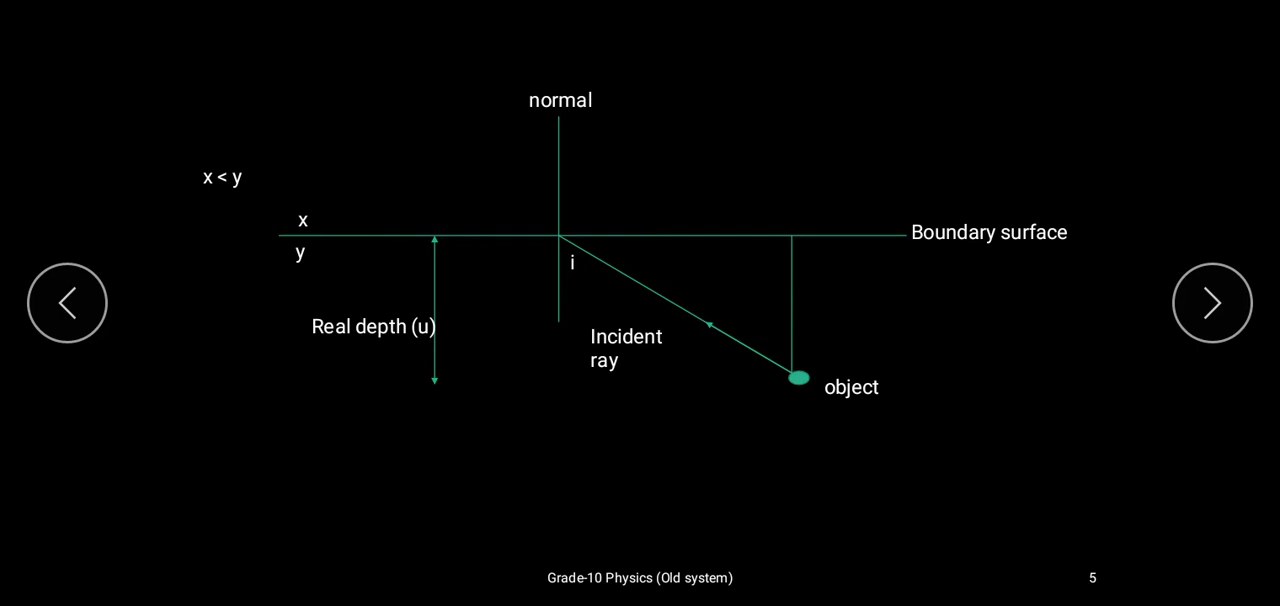 normal
x < y
x
Boundary surface
y
i
Real depth (u)
Incident
ray
object
Grade-10 Physics (Old system)
5